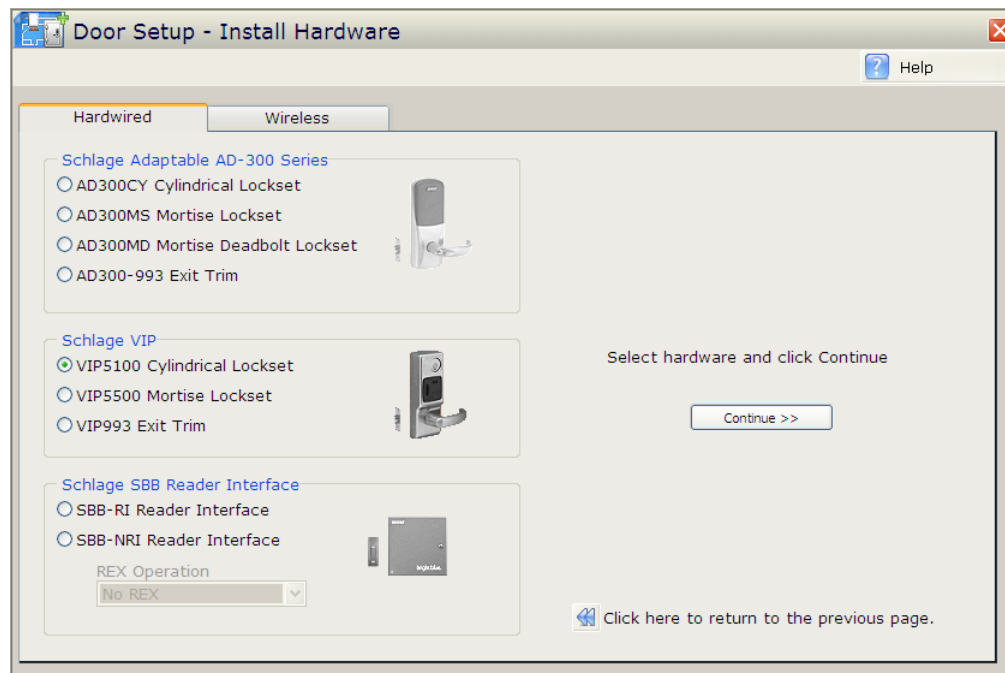 Door Setup - Install Hardware
Help
Hardwired
Wireless
Schlage Adaptable AD-300 Series
AD300CY Cylindrical Lockset
AD300MS Mortise Lockset
AD300MD Mortise Deadbolt Lockset
AD300-993 Exit Trim
Schlage VIP
VIP5100 Cylindrical Lockset
VIP5500 Mortise Lockset
VIP993 Exit Trim
Select hardware and click Continue
Continue >>
Schlage SBB Reader Interface
SBB-RI Reader Interface
SBB-NRI Reader Interface
bright blue
REX Operation
No REX
Click here to return to the previous page.